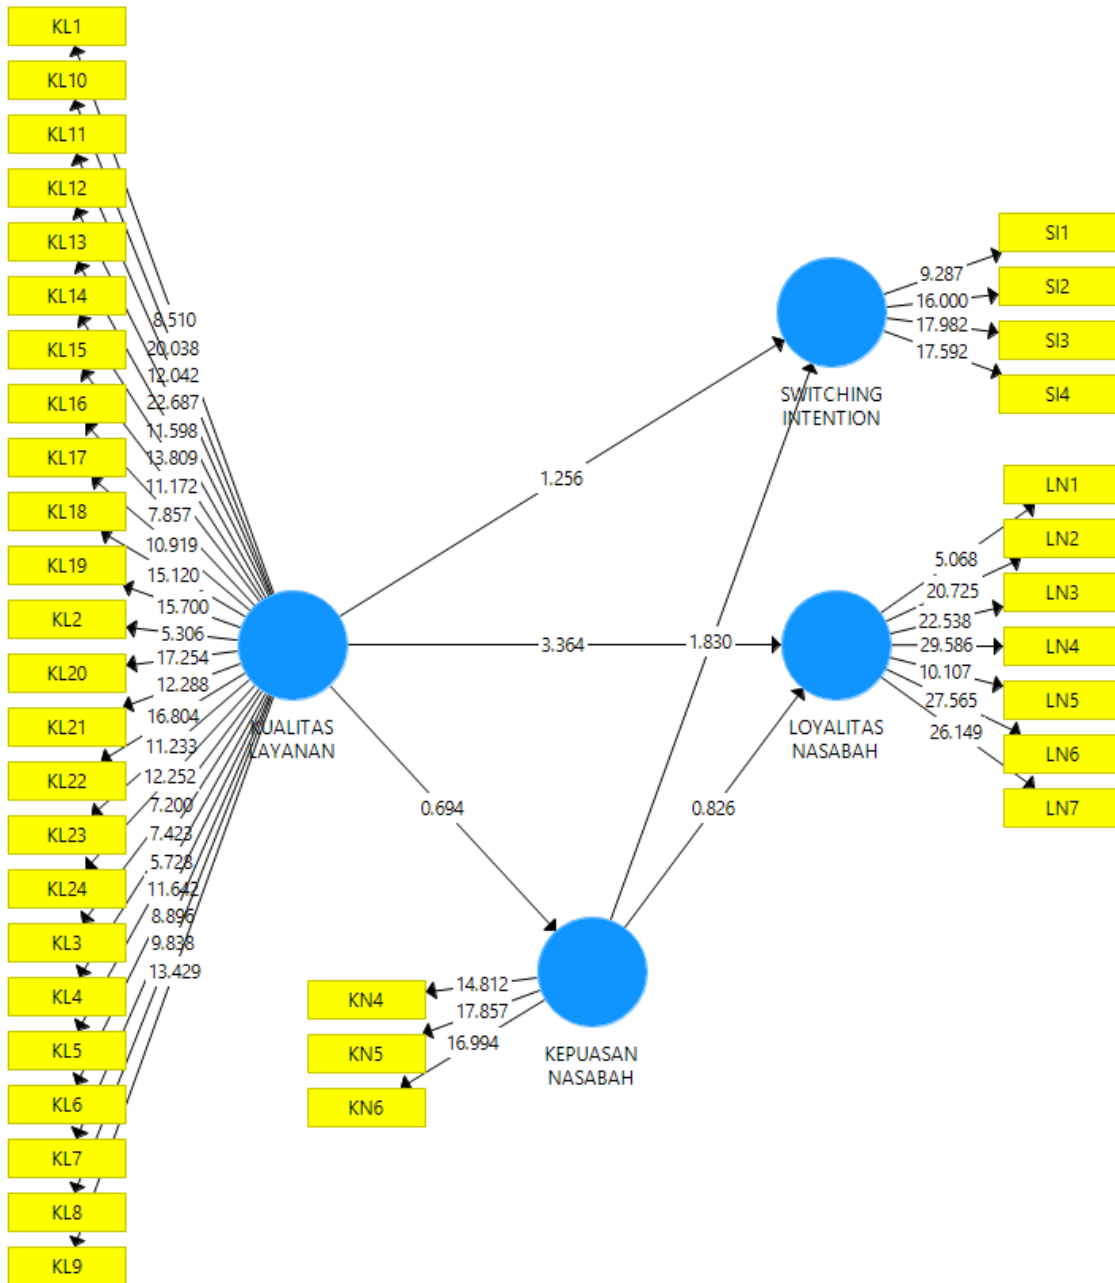 KL1
KL10
KL11
KL12
KL13
KL14
KL15
KL16
KL17
KL18
KL19
KL2
KL20
KL21
KL22
KL23
KL24
KL3
KL4
KL5
KL6
KL7
KL8
KL9
8.510
20.038
12.042
22.687
11.598
13.809
11.172
7.857
10.919
15.120
15.700
5.306
17.254
12.288
16.804
11.233
12.252
7.200
7.423
5.728
11.642
8.896
9.838
13.429
KUALITAS
LAYANAN
1.256
3.364
0.694
1.830
0.826
SWITCHING
INTENTION
9.287
16.000
17.982
17.592
SI1
SI2
SI3
SI4
LOYALITAS
NASABAH
5.068
20.725
22.538
29.586
10.107
27.565
26.149
LN1
LN2
LN3
LN4
LN5
LN6
LN7
KEPUASAN
NASABAH
14.812
17.857
16.994
KN4
KN5
KN6